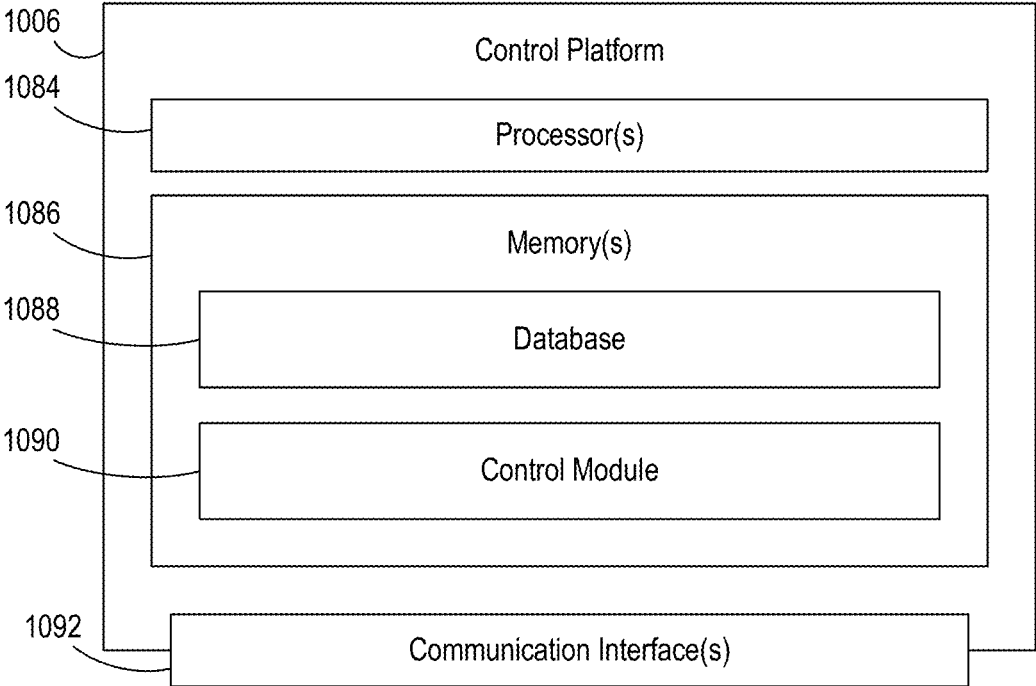 1006
Control Platform
1084
Processor(s)
1086
Memory(s)
1088
Database
1090
Control Module
1092
Communication Interface(s)